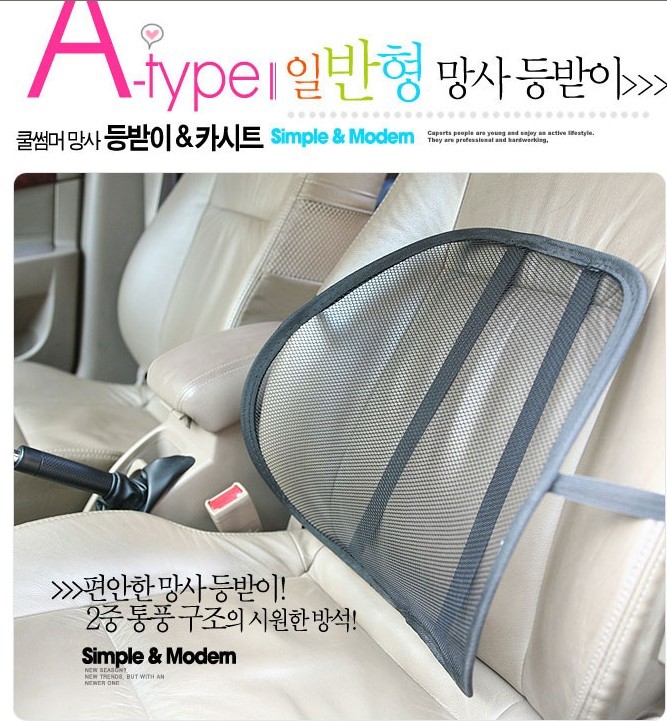 A-type 일반형 망사 등받이>>>
쿨썸머 망사 등받이 & 카시트 Simple & Modern
Caports people are young and enjoy an active lifestyle.
They are professional and hardworking,
>>>편안한 망사 등받이!
2중 통풍 구조의 시원한 방석!
Simple & Modern
NEW SEASON?
NEW TRENDS, BUT WITH AN
NEWER ONE